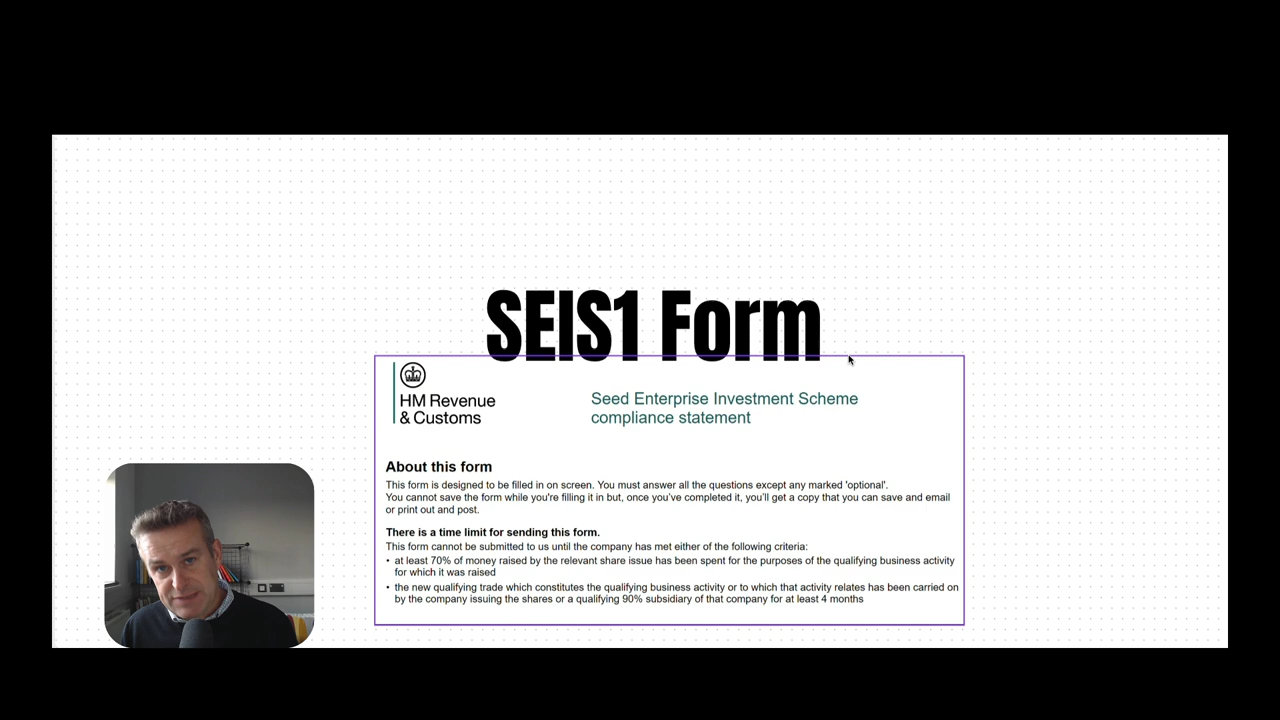 SEIS1 Form
HM Revenue
& Customs
Seed Enterprise Investment Scheme
compliance statement
About this form
This form is designed to be filled in on screen. You must answer all the questions except any marked 'optional'.
You cannot save the form while you're filling it in but, once you've completed it, you'll get a copy that you can save and email
or print out and post.
There is a time limit for sending this form.
This form cannot be submitted to us until the company has met either of the following criteria:
• at least 70% of money raised by the relevant share issue has been spent for the purposes of the qualifying business activity
for which it was raised
• the new qualifying trade which constitutes the qualifying business activity or to which that activity relates has been carried on
by the company issuing the shares or a qualifying 90% subsidiary of that company for at least 4 months